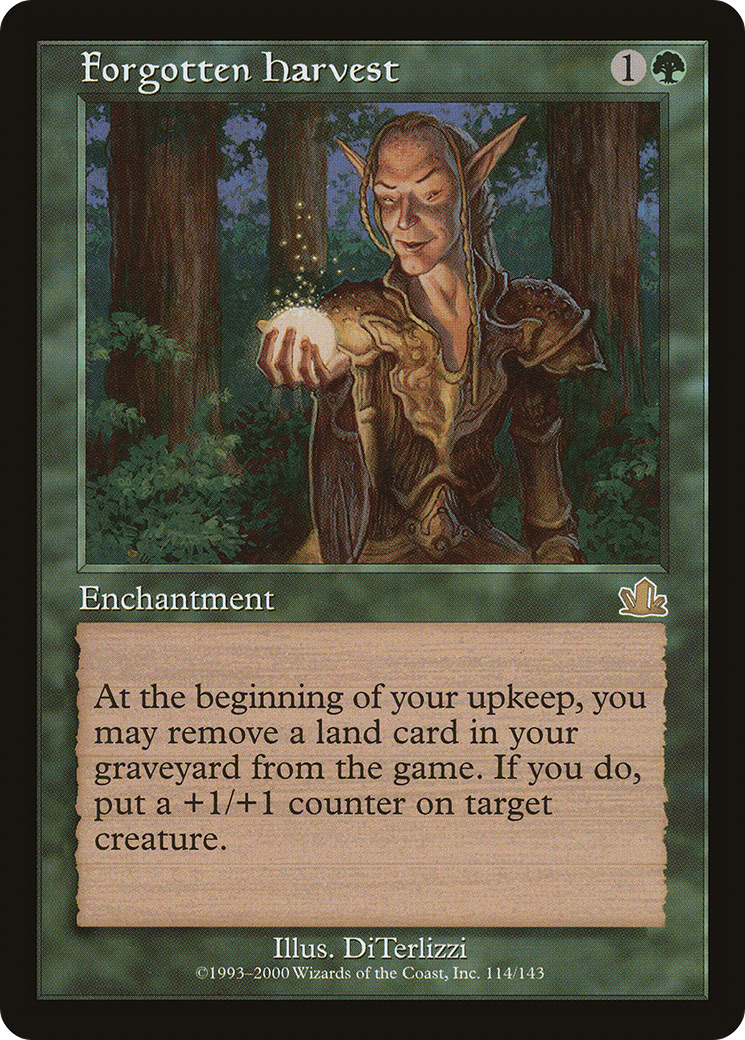 Forgotten Harvest 1
Enchantment
At the beginning of your upkeep, you
may remove a land card in your
graveyard from the game. If you do,
put a +1/+1 counter on target
creature.
Illus. DiTerlizzi
©1993–2000 Wizards of the Coast, Inc. 114/143